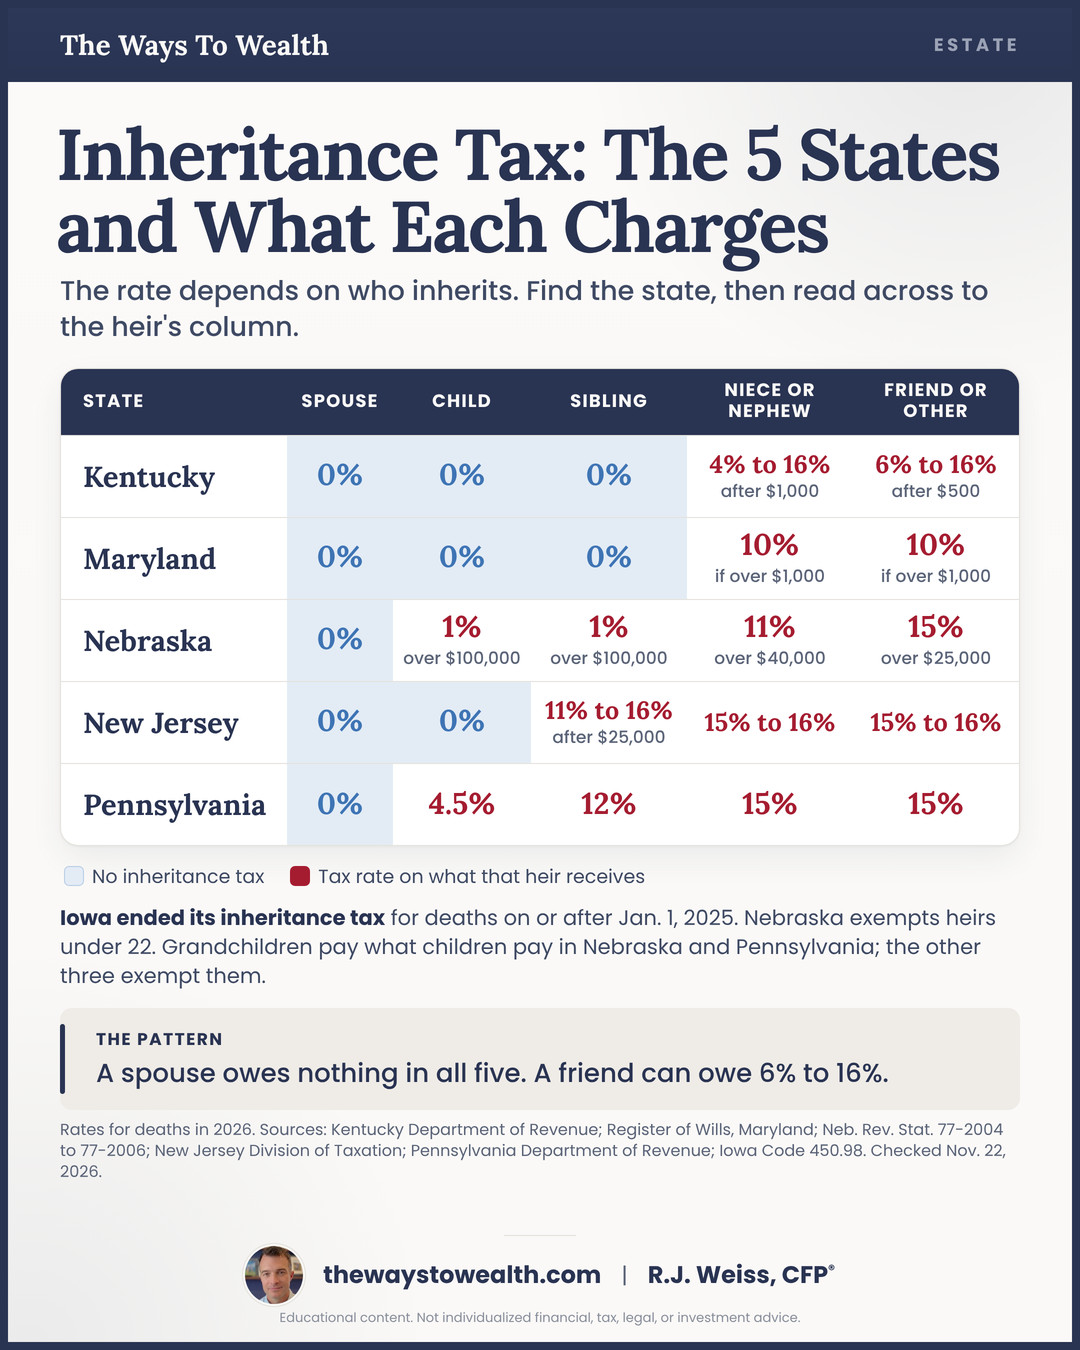 The Ways To Wealth
ESTATE
Inheritance Tax: The 5 States
and What Each Charges
The rate depends on who inherits. Find the state, then read across to
the heir's column.
STATE SPOUSE CHILD SIBLING NIECE OR NEPHEW FRIEND OR OTHER
Kentucky 0% 0% 0% 4% to 16% after $1,000 6% to 16% after $500
Maryland 0% 0% 0% 10% if over $1,000 10% if over $1,000
Nebraska 0% 1% over $100,000 1% over $100,000 11% over $40,000 15% over $25,000
New Jersey 0% 0% 11% to 16% after $25,000 15% to 16% 15% to 16%
Pennsylvania 0% 4.5% 12% 15% 15%
No inheritance tax Tax rate on what that heir receives
Iowa ended its inheritance tax for deaths on or after Jan. 1, 2025. Nebraska exempts heirs
under 22. Grandchildren pay what children pay in Nebraska and Pennsylvania; the other
three exempt them.
THE PATTERN
A spouse owes nothing in all five. A friend can owe 6% to 16%.
Rates for deaths in 2026. Sources: Kentucky Department of Revenue; Register of Wills, Maryland; Neb. Rev. Stat. 77-2004
to 77-2006; New Jersey Division of Taxation; Pennsylvania Department of Revenue; Iowa Code 450.98. Checked Nov. 22,
2026.
thewaystowealth.com | R.J. Weiss, CFP®
Educational content. Not individualized financial, tax, legal, or investment advice.